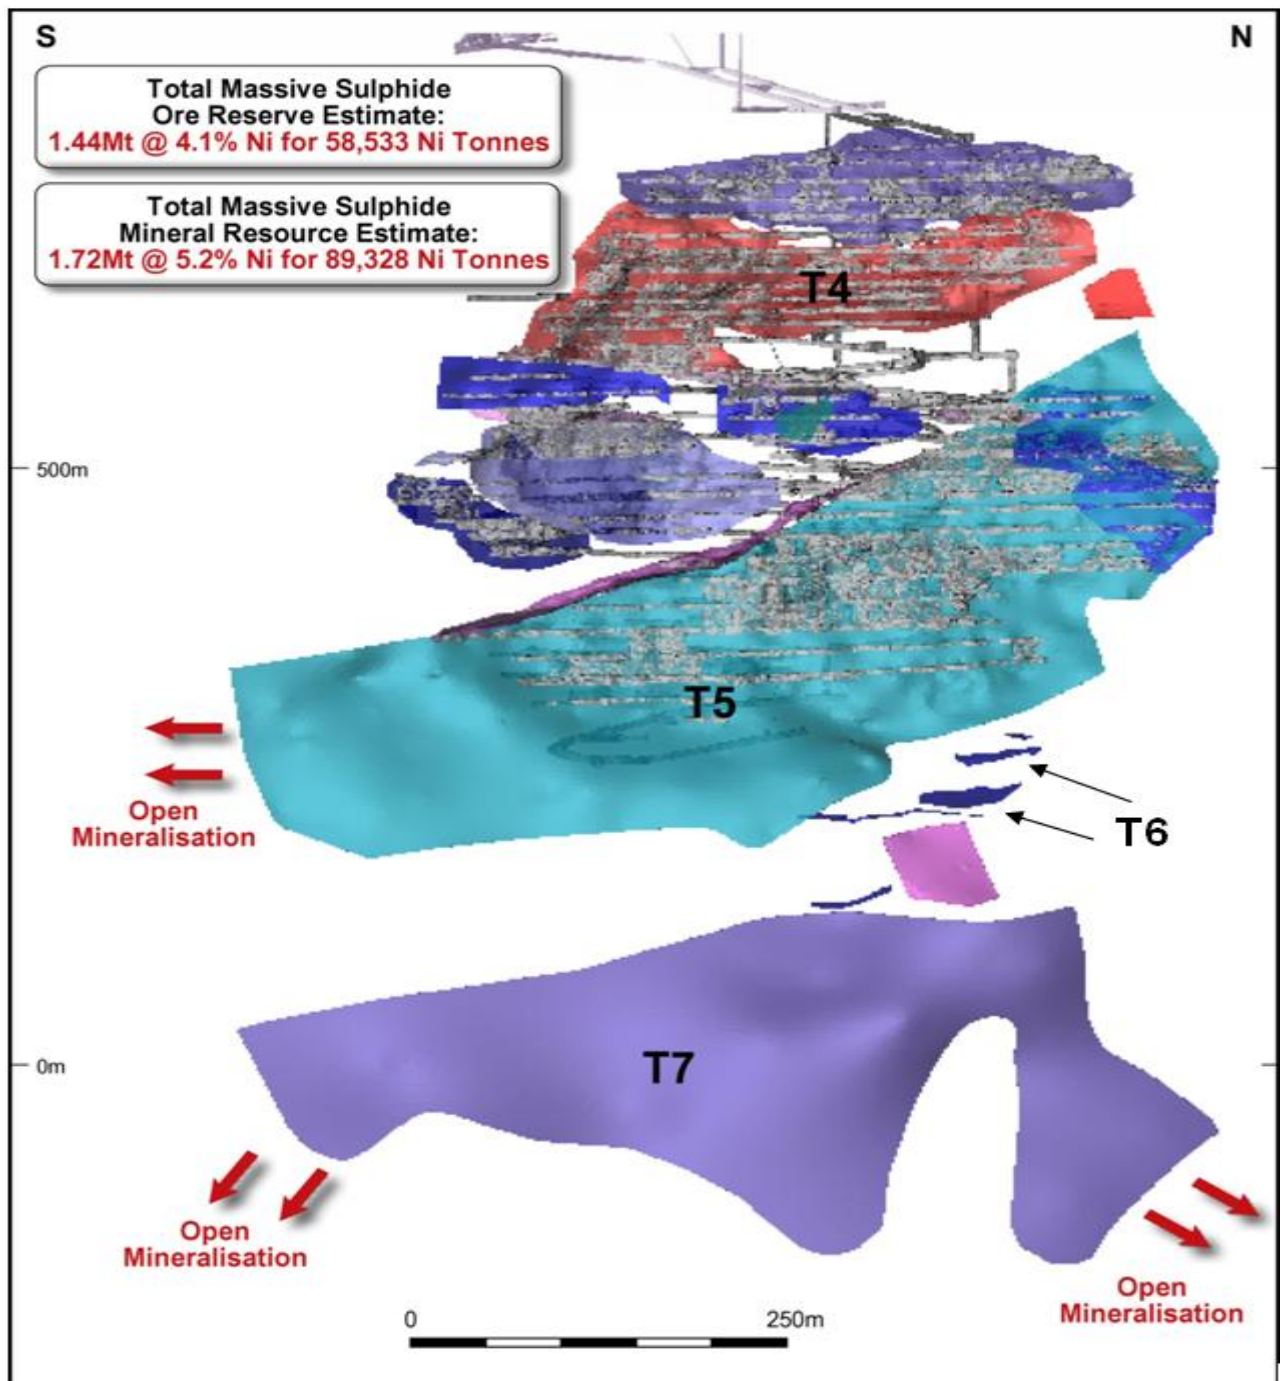 S
N
Total Massive Sulphide
Ore Reserve Estimate:
1.44Mt @ 4.1% Ni for 58,533 Ni Tonnes
Total Massive Sulphide
Mineral Resource Estimate:
1.72Mt @ 5.2% Ni for 89,328 Ni Tonnes
T4
500m
T5
Open
Mineralisation
T6
T7
0m
Open
Mineralisation
Open
Mineralisation
0
250m